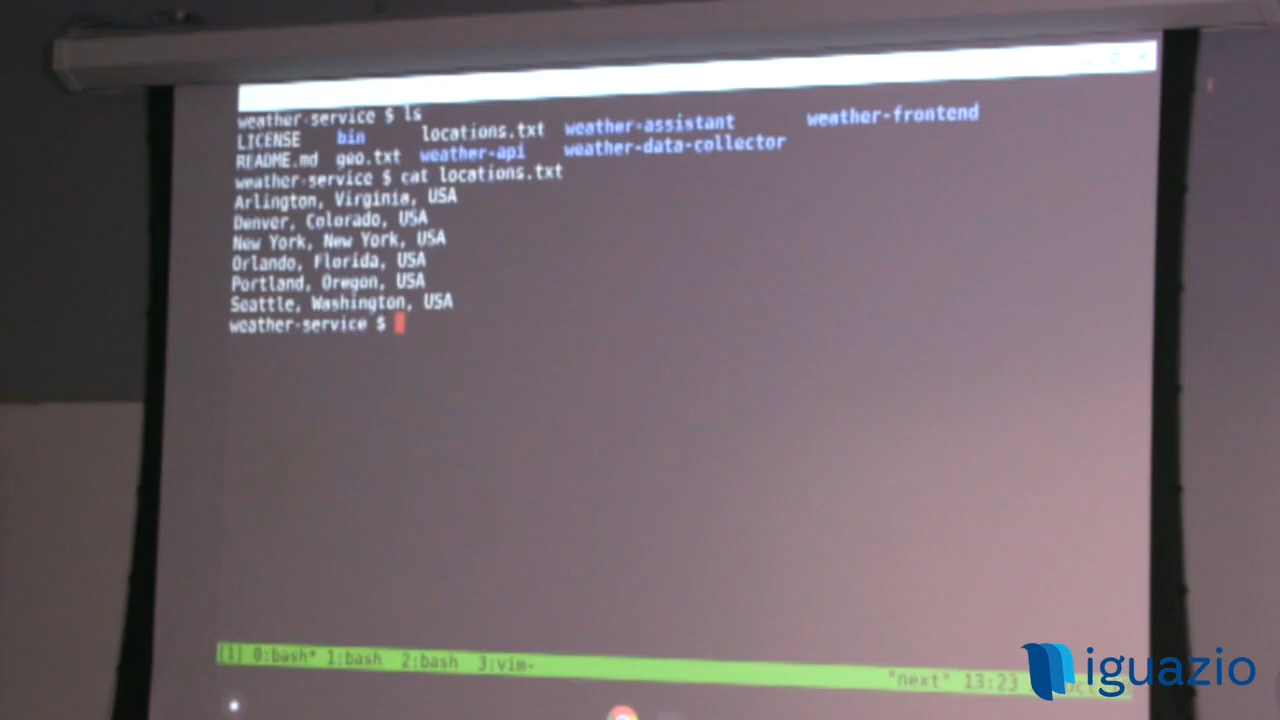 weather-service $ ls
LICENSE bin locations.txt weather-assistant weather-frontend
README.md geo.txt weather-api weather-data-collector
weather-service $ cat locations.txt
Arlington, Virginia, USA
Denver, Colorado, USA
New York, New York, USA
Orlando, Florida, USA
Portland, Oregon, USA
Seattle, Washington, USA
weather-service $
[1] 0:bash* 1:bash 2:bash 3:vim-
"next" 13:23
iguazio